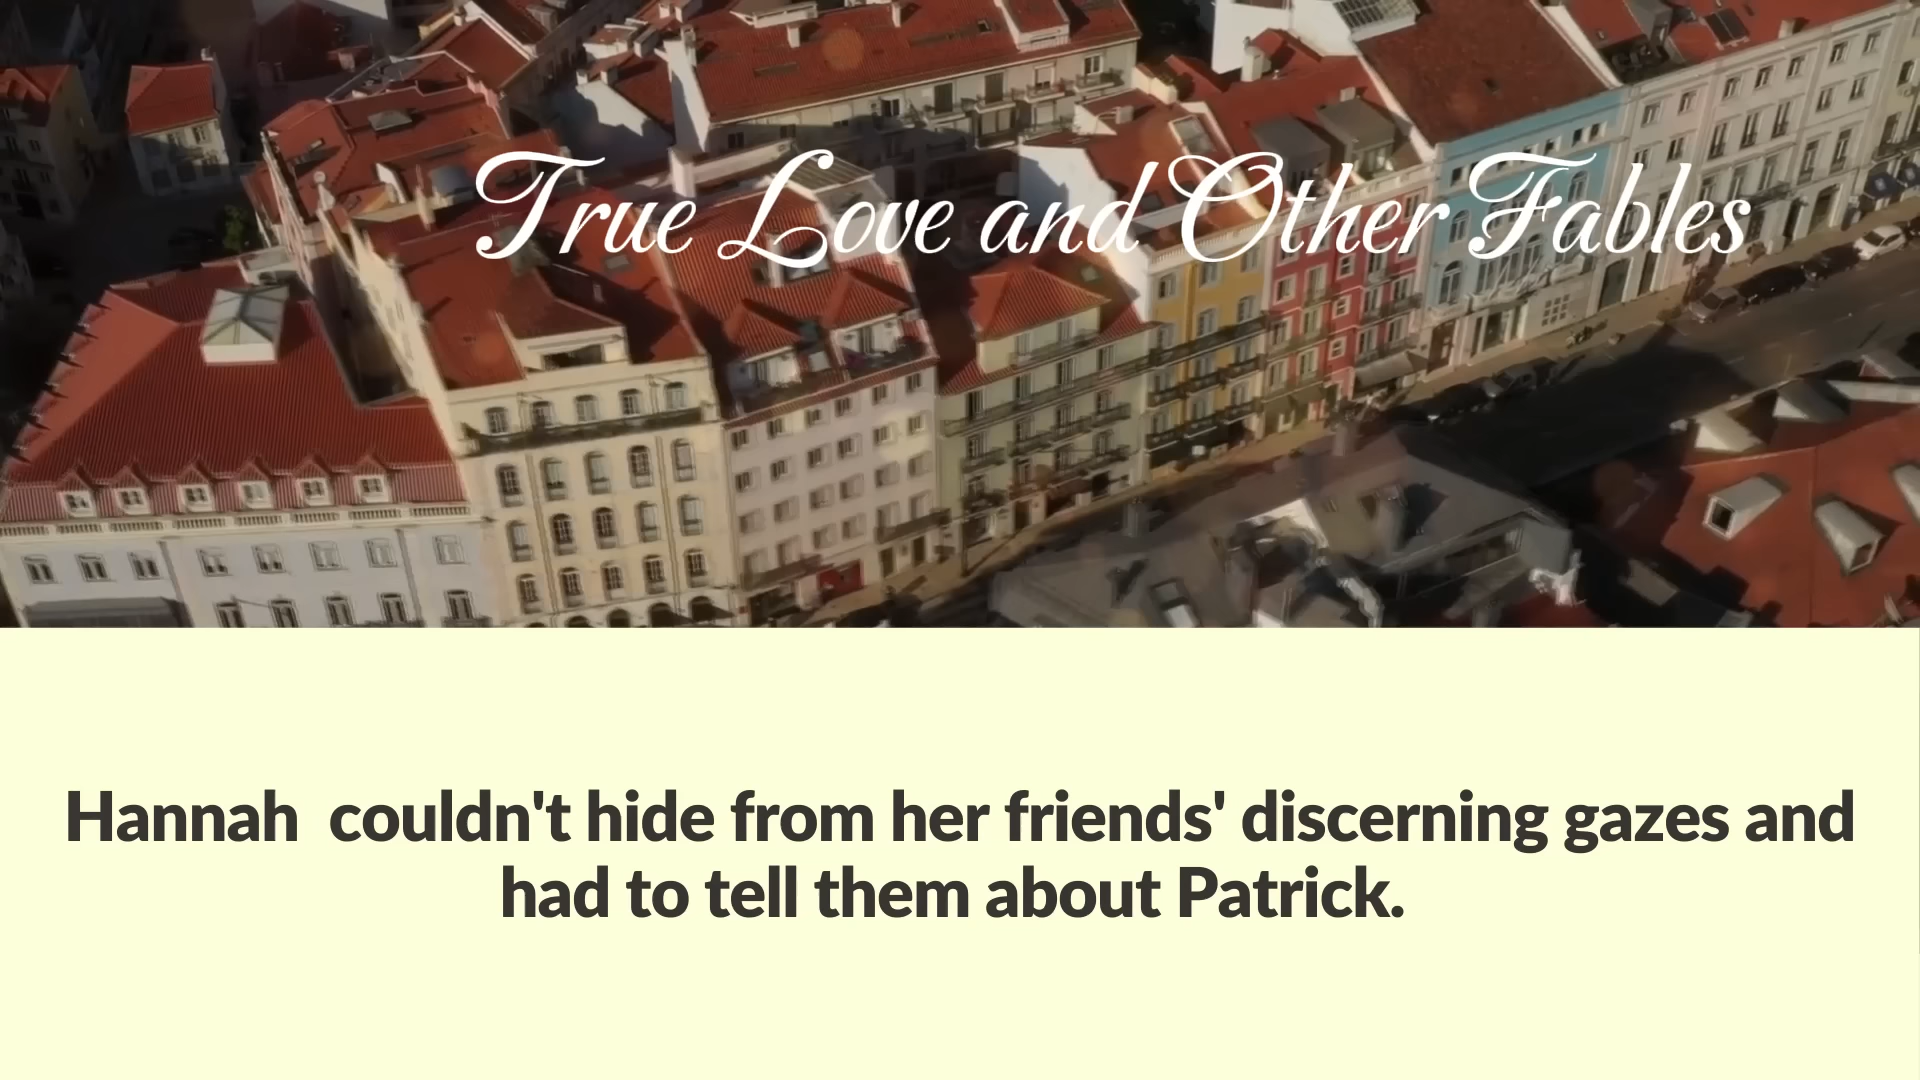 True Love and Other Fables
Hannah  couldn't hide from her friends' discerning gazes and
had to tell them about Patrick.